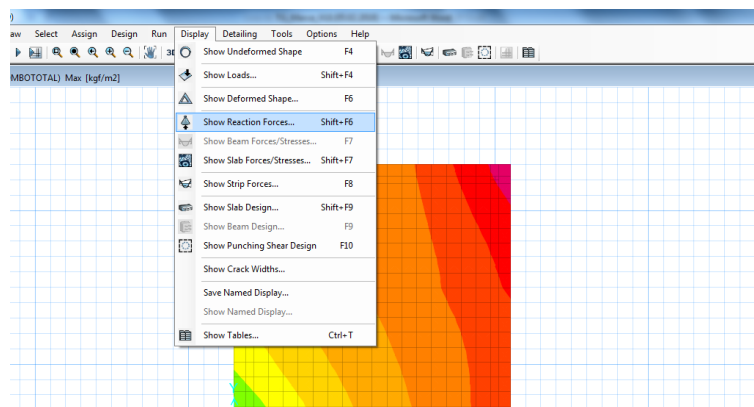 aw Select Assign Design Run Display Detailing Tools Options Help
MBOTOTAL) Max [kgf/m2]
Show Undeformed Shape F4
Show Loads... Shift+F4
Show Deformed Shape... F6
Show Reaction Forces... Shift+F6
Show Beam Forces/Stresses... F7
Show Slab Forces/Stresses... Shift+F7
Show Strip Forces... F8
Show Slab Design... Shift+F9
Show Beam Design... F9
Show Punching Shear Design F10
Show Crack Widths...
Save Named Display...
Show Named Display...
Show Tables... Ctrl+T